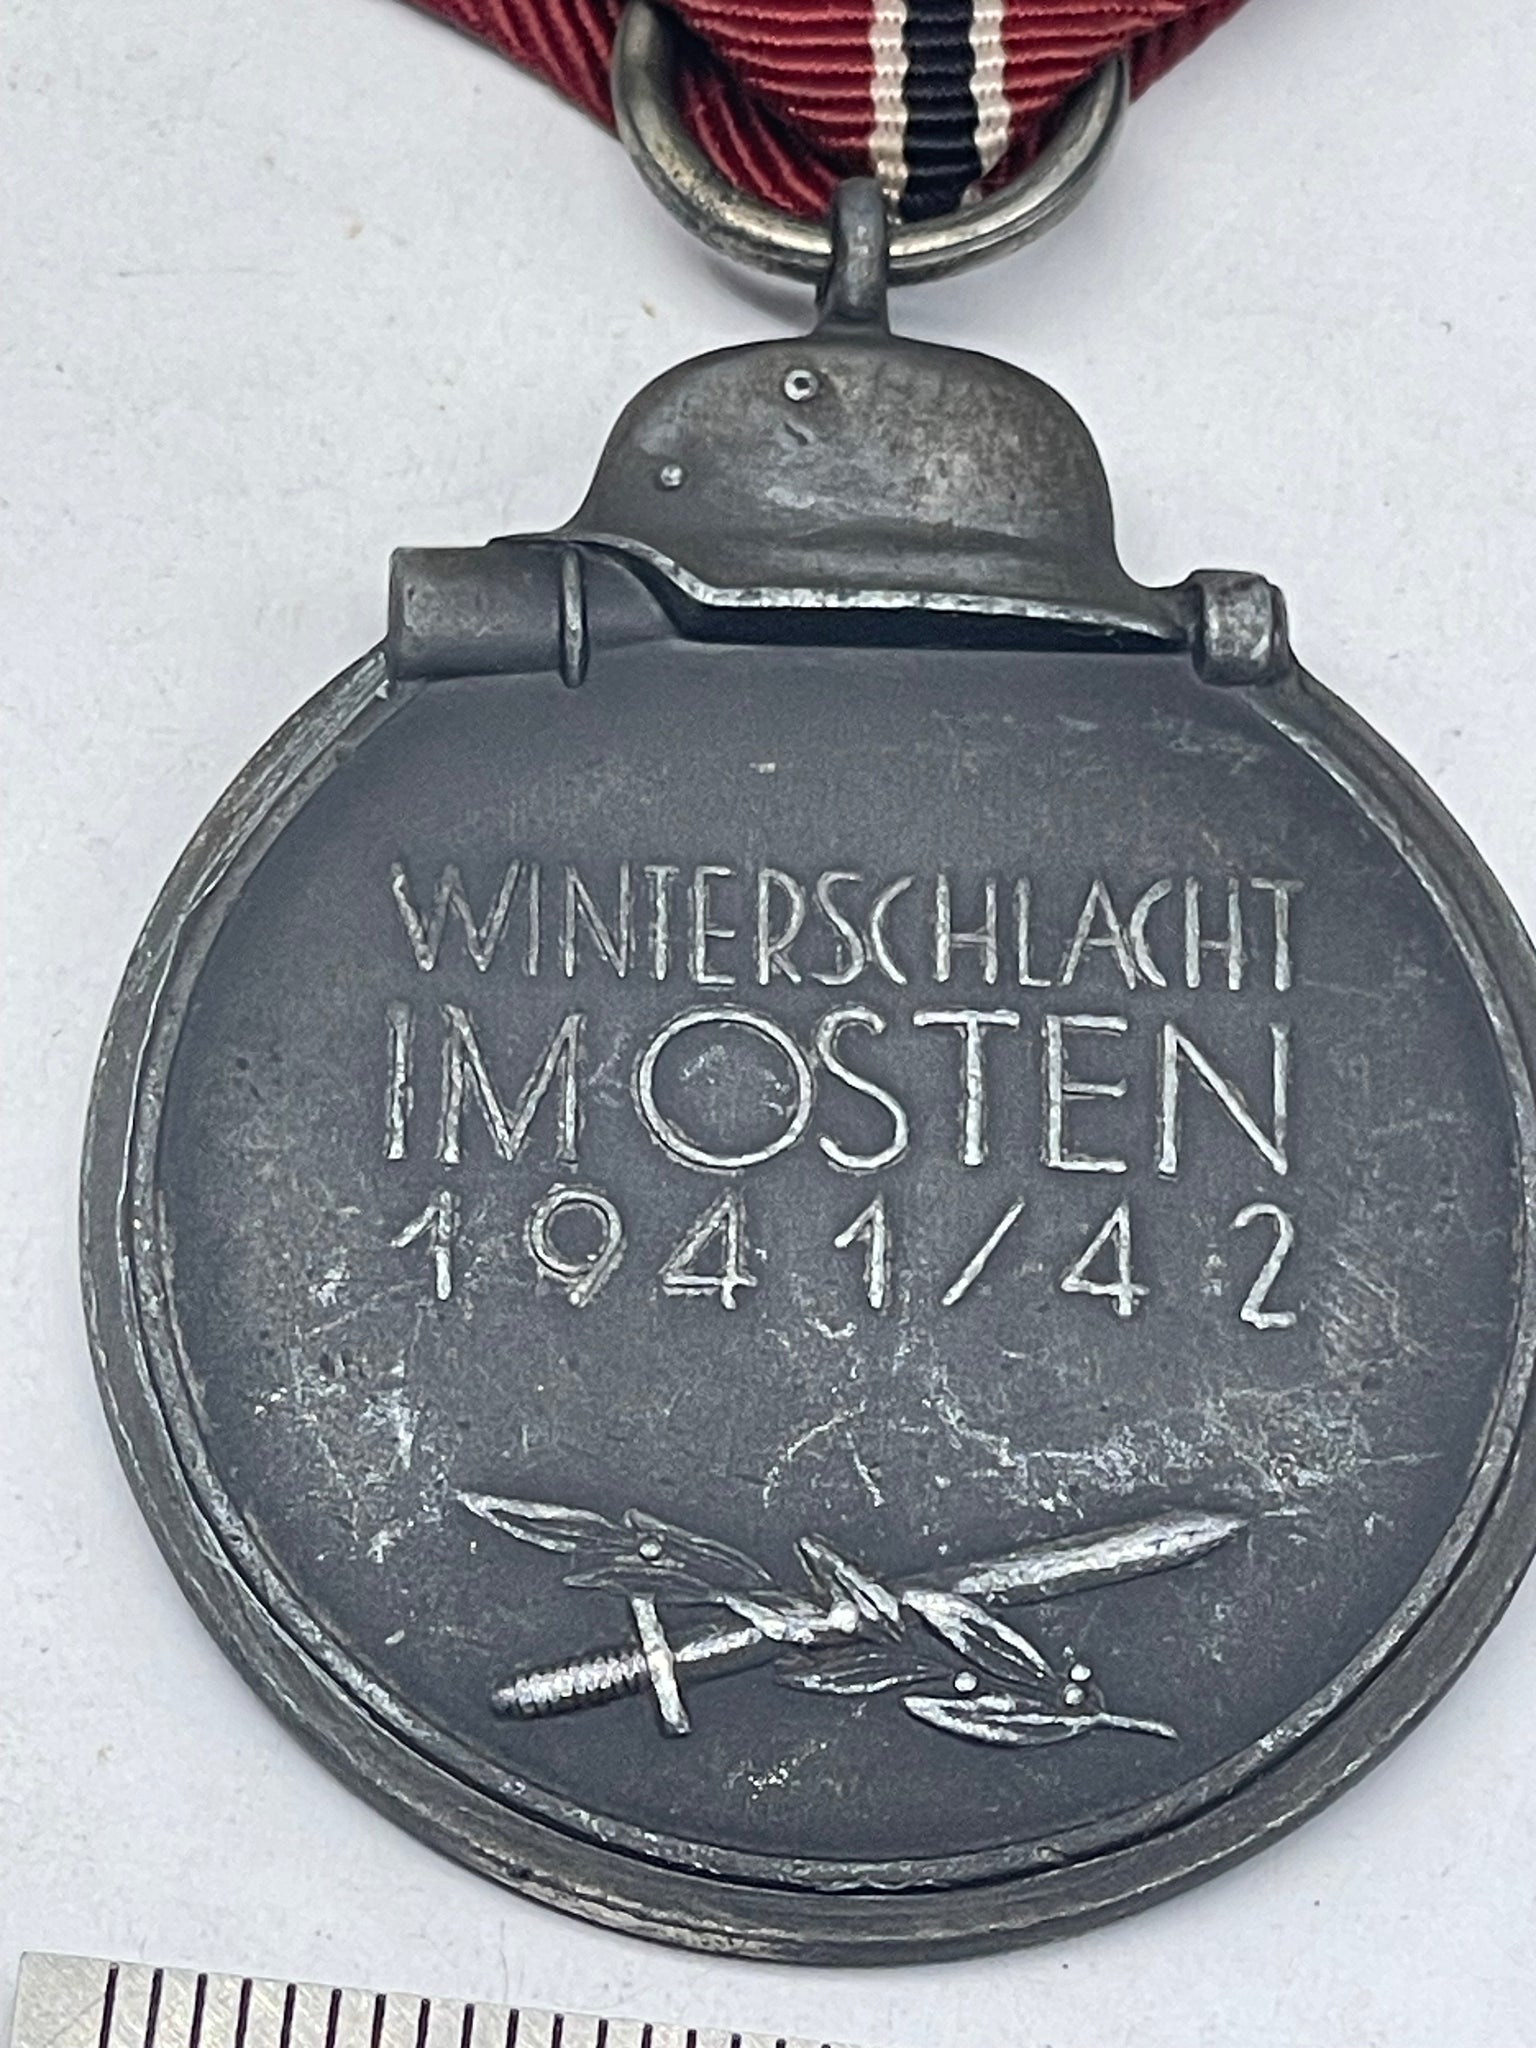 WINTERSCHLACHT
IM OSTEN
1941/42